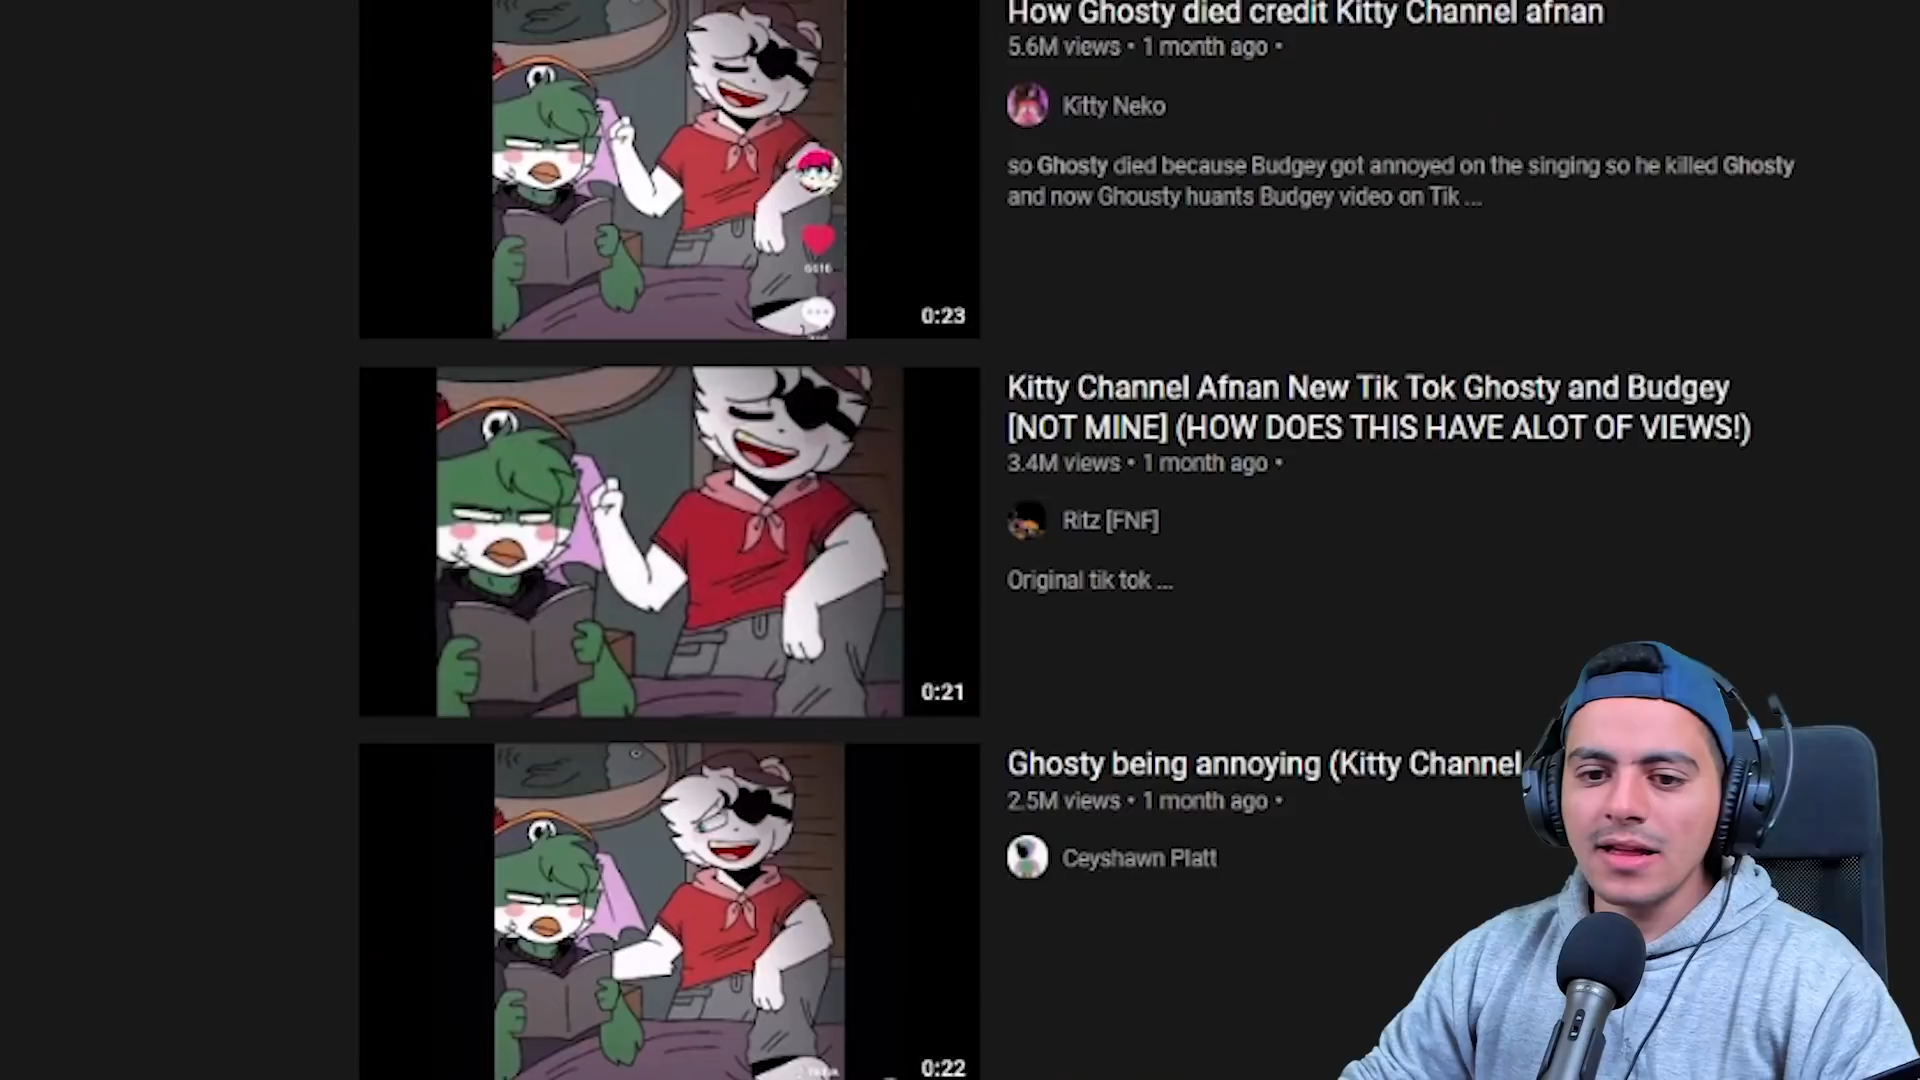 How Ghosty died credit Kitty Channel afnan
5.6M views • 1 month ago •
Kitty Neko
so Ghosty died because Budgey got annoyed on the singing so he killed Ghosty
and now Ghousty huants Budgey video on Tik ...
0:23
Kitty Channel Afnan New Tik Tok Ghosty and Budgey
[NOT MINE] (HOW DOES THIS HAVE ALOT OF VIEWS!)
3.4M views • 1 month ago •
Ritz [FNF]
Original tik tok ...
0:21
Ghosty being annoying (Kitty Channel
2.5M views • 1 month ago •
Ceyshawn Platt
0:22